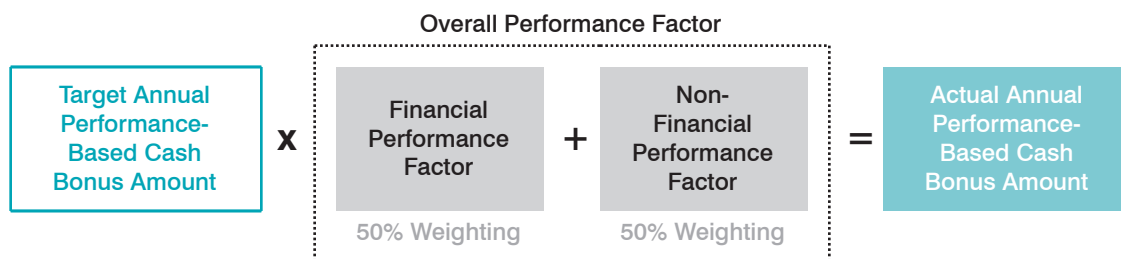 Overall Performance Factor
Target Annual
Performance-
Based Cash
Bonus Amount
x
Financial
Performance
Factor
50% Weighting
+
Non-
Financial
Performance
Factor
50% Weighting
=
Actual Annual
Performance-
Based Cash
Bonus Amount